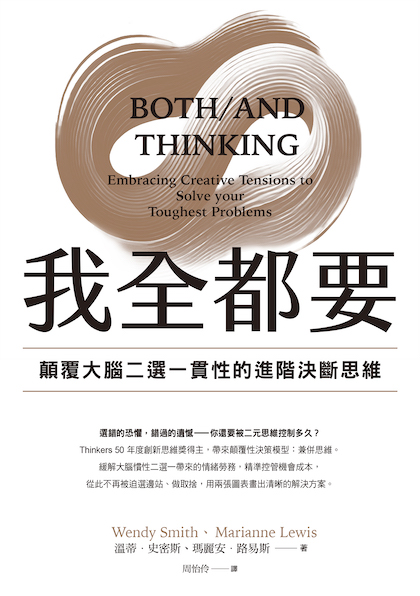 BOTH/AND
THINKING
Embracing Creative Tensions to
Solve your
Toughest Problems
我全都要
顛覆大腦二選一貫性的進階決斷思維
選錯的恐懼，錯過的遺憾——你還要被二元思維控制多久？
Thinkers 50 年度創新思維獎得主，帶來顛覆性決策模型：兼併思維。
緩解大腦慣性二選一帶來的情緒勞務，精準控管機會成本，
從此不再被迫選邊站、做取捨，用兩張圖表畫出清晰的解決方案。
Wendy Smith、Marianne Lewis
溫蒂．史密斯、瑪麗安．路易斯——著
周怡伶——譯